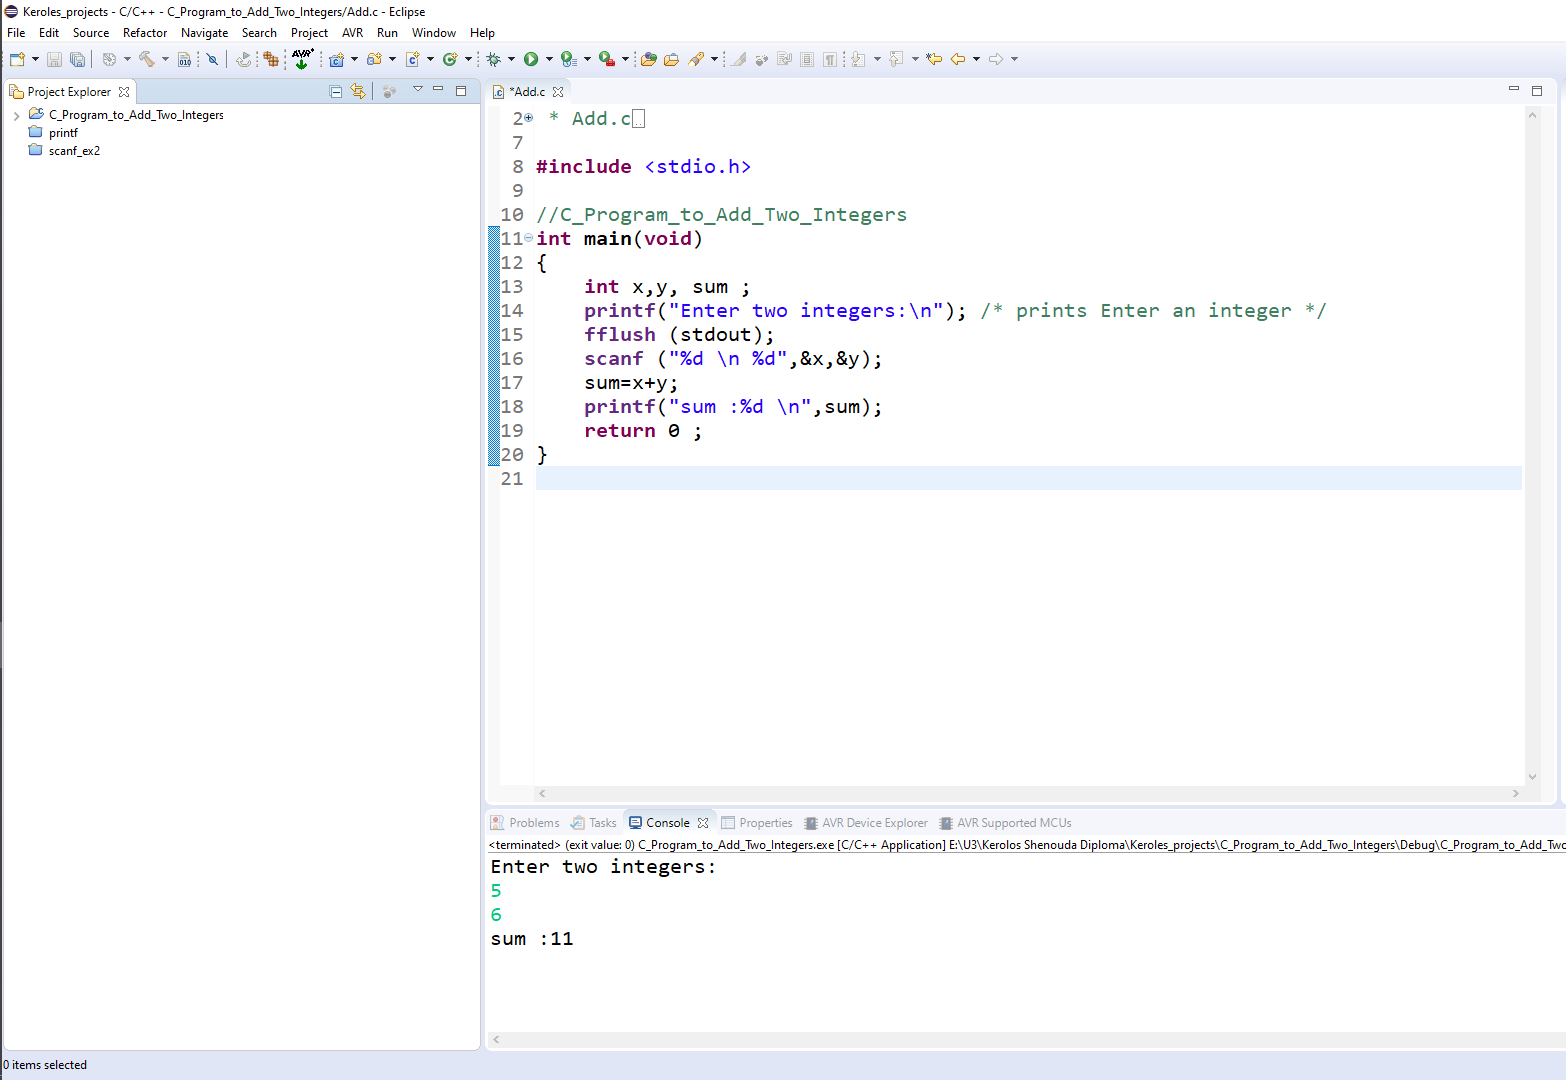 Keroles_projects - C/C++ - C_Program_to_Add_Two_Integers/Add.c - Eclipse
File Edit Source Refactor Navigate Search Project AVR Run Window Help
010 AVR
Project Explorer
C_Program_to_Add_Two_Integers
printf
scanf_ex2
*Add.c
2 * Add.c
7
8 #include <stdio.h>
9
10 //C_Program_to_Add_Two_Integers
11 int main(void)
12 {
13 int x,y, sum ;
14 printf("Enter two integers:\n"); /* prints Enter an integer */
15 fflush (stdout);
16 scanf ("%d \n %d",&x,&y);
17 sum=x+y;
18 printf("sum :%d \n",sum);
19 return 0 ;
20 }
21
Problems Tasks Console Properties AVR Device Explorer AVR Supported MCUs
<terminated> (exit value: 0) C_Program_to_Add_Two_Integers.exe [C/C++ Application] E:\U3\Kerolos Shenouda Diploma\Keroles_projects\C_Program_to_Add_Two_Integers\Debug\C_Program_to_Add_Two
Enter two integers:
5
6
sum :11
0 items selected